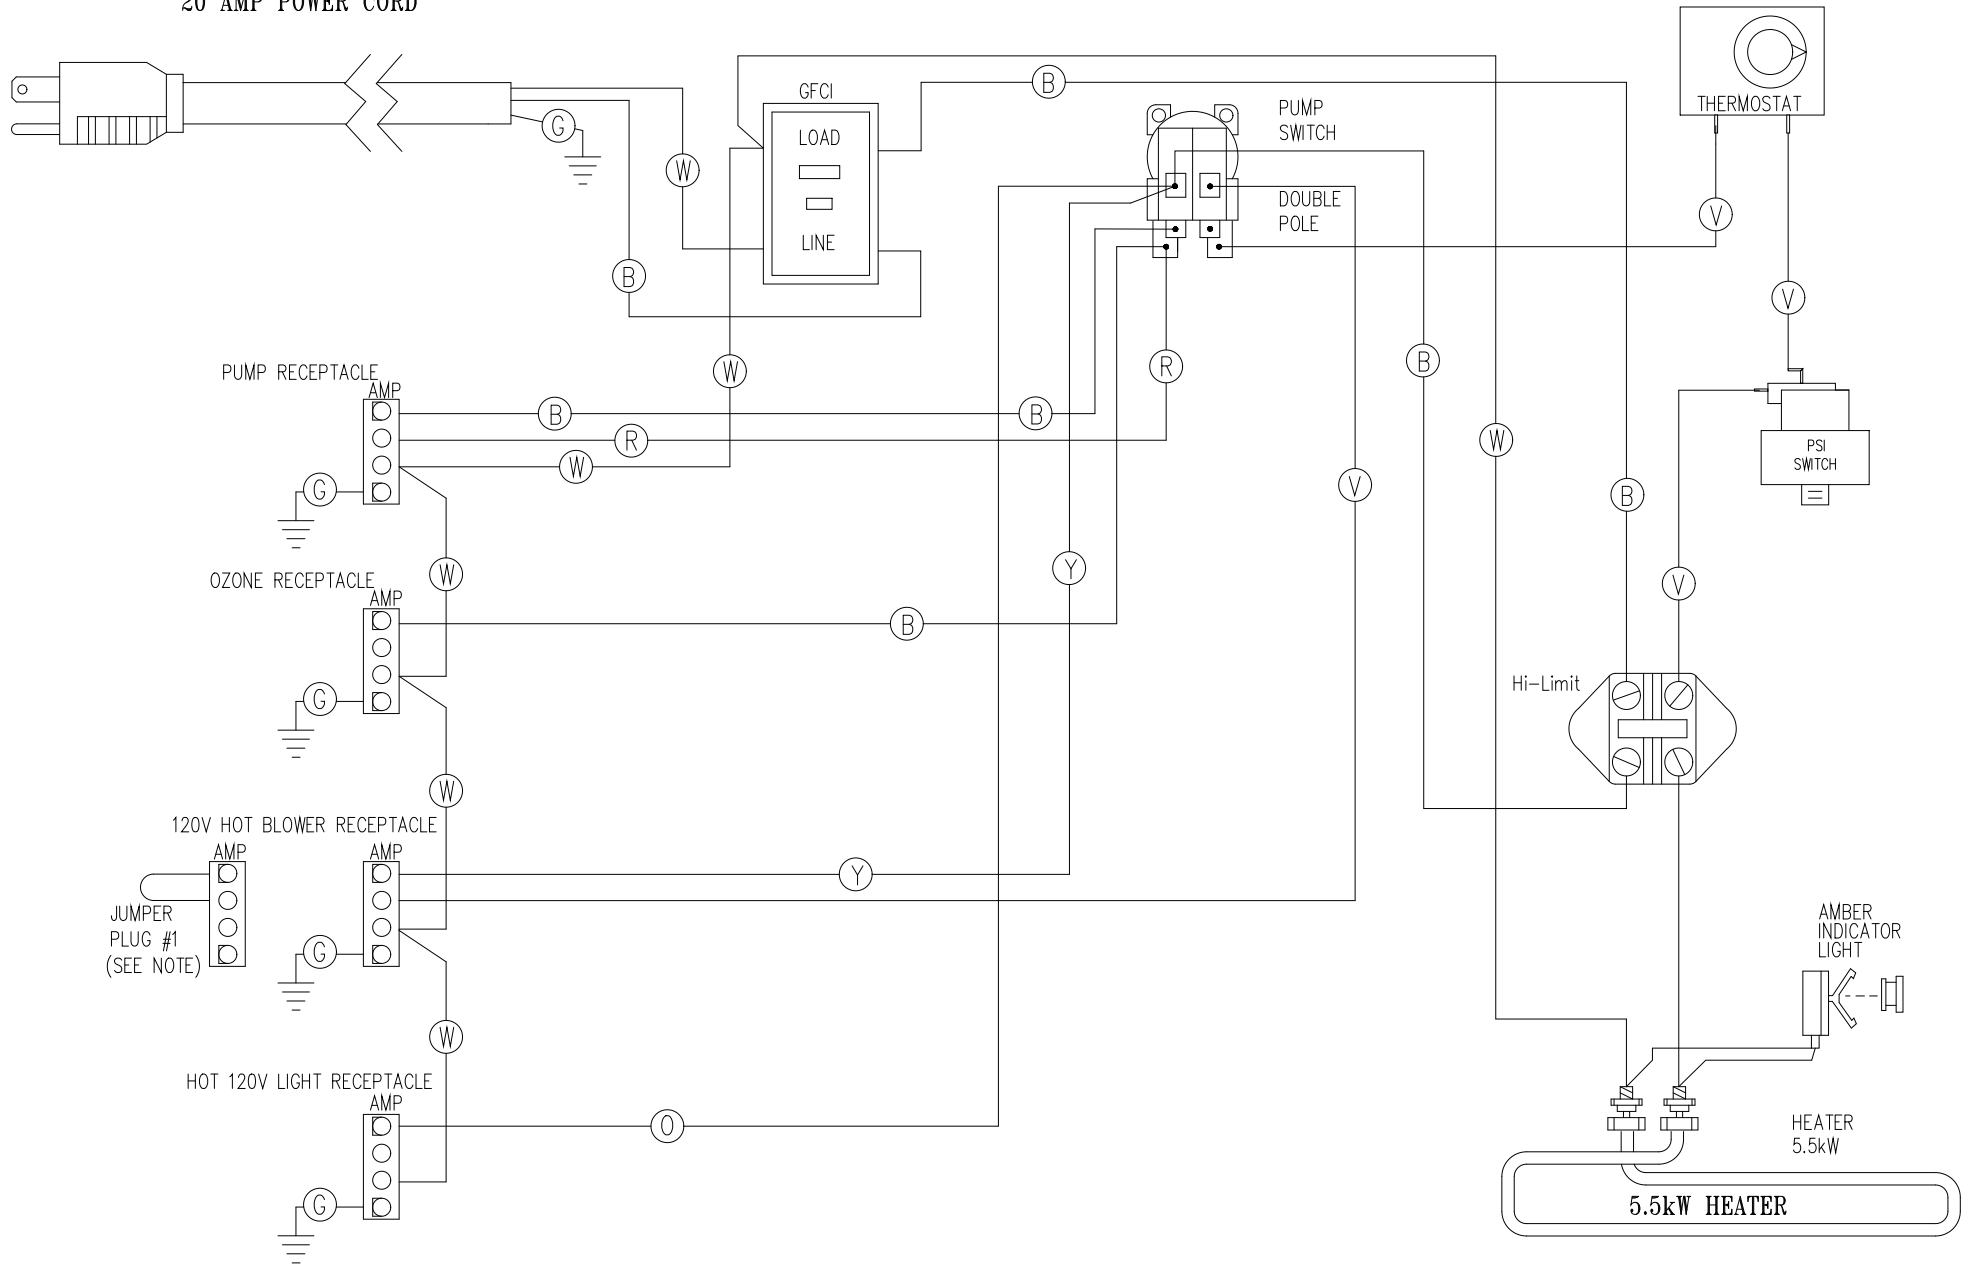 20 AMP POWER CORD
GFCI
LOAD
LINE
B
G
W
B
PUMP
SWITCH
DOUBLE
POLE
THERMOSTAT
V
V
PUMP RECEPTACLE
AMP
B
R
W
G
W
B
R
B
W
V
B
PSI
SWITCH
OZONE RECEPTACLE
AMP
W
B
G
Y
V
Hi-Limit
W
120V HOT BLOWER RECEPTACLE
AMP
AMP
Y
JUMPER
PLUG #1
(SEE NOTE)
G
AMBER
INDICATOR
LIGHT
W
HOT 120V LIGHT RECEPTACLE
AMP
O
G
HEATER
5.5kW
5.5kW HEATER